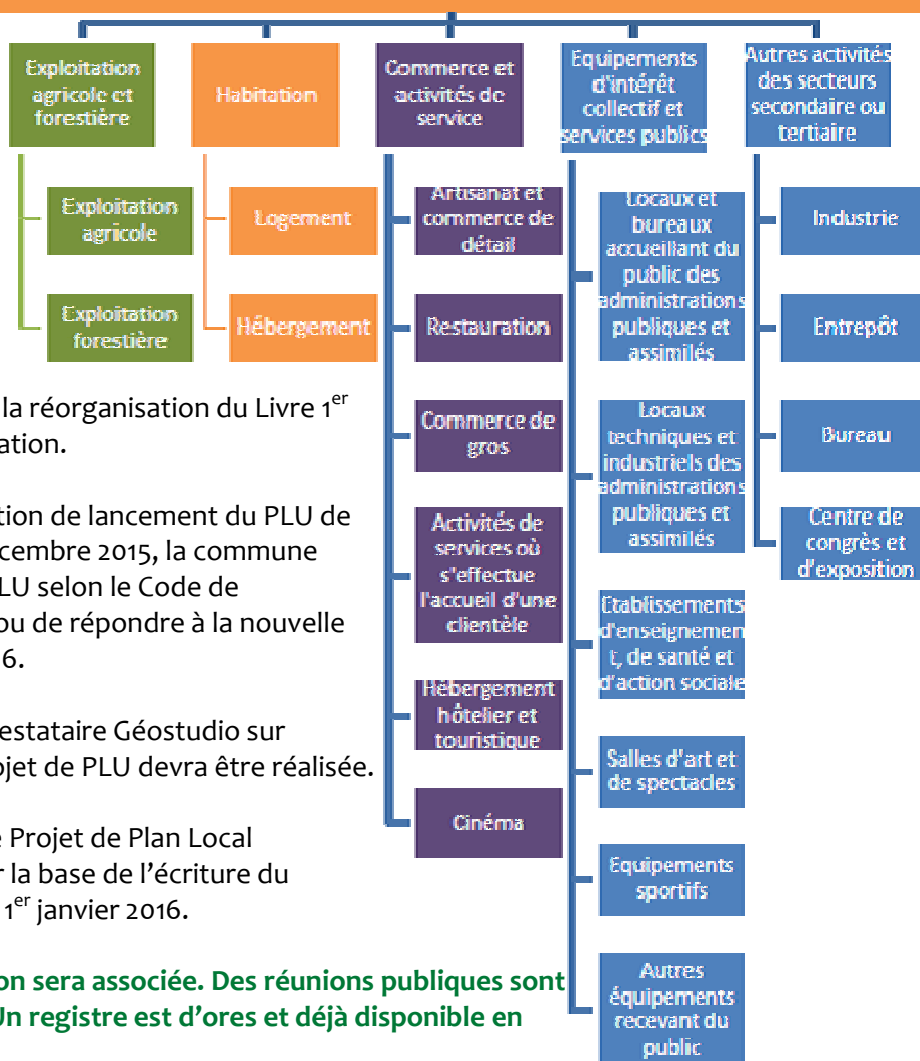 Exploitation
agricole et
forestière
Habitation
Commerce et
activités de
service
Equipements
d'intérêt
collectif et
services publics
Autres activités
des secteurs
secondaire ou
tertiaire
Exploitation
agricole
Exploitation
forestière
Logement
Hébergement
Artisanat et
commerce de
détail
Restauration
Commerce de
gros
Activités de
services où
s'effectue
l'accueil d'une
clientèle
Hébergement
hôtelier et
touristique
Cinéma
Locaux et
bureaux
accueillant du
public des
administrations
publiques et
assimilés
Locaux
techniques et
industriels des
administrations
publiques et
assimilés
Etablissements
d'enseignemen
t, de santé et
d'action sociale
Salles d'art et
de spectacles
Equipements
sportifs
Autres
équipements
recevant du
public
Industrie
Entrepôt
Bureau
Centre de
congrès et
d'exposition
la réorganisation du Livre 1er
ation.
tion de lancement du PLU de
cembre 2015, la commune
LU selon le Code de
ou de répondre à la nouvelle
6.
estataire Géostudio sur
ojet de PLU devra être réalisée.
e Projet de Plan Local
r la base de l'écriture du
1er janvier 2016.
on sera associée. Des réunions publiques sont
Un registre est d'ores et déjà disponible en